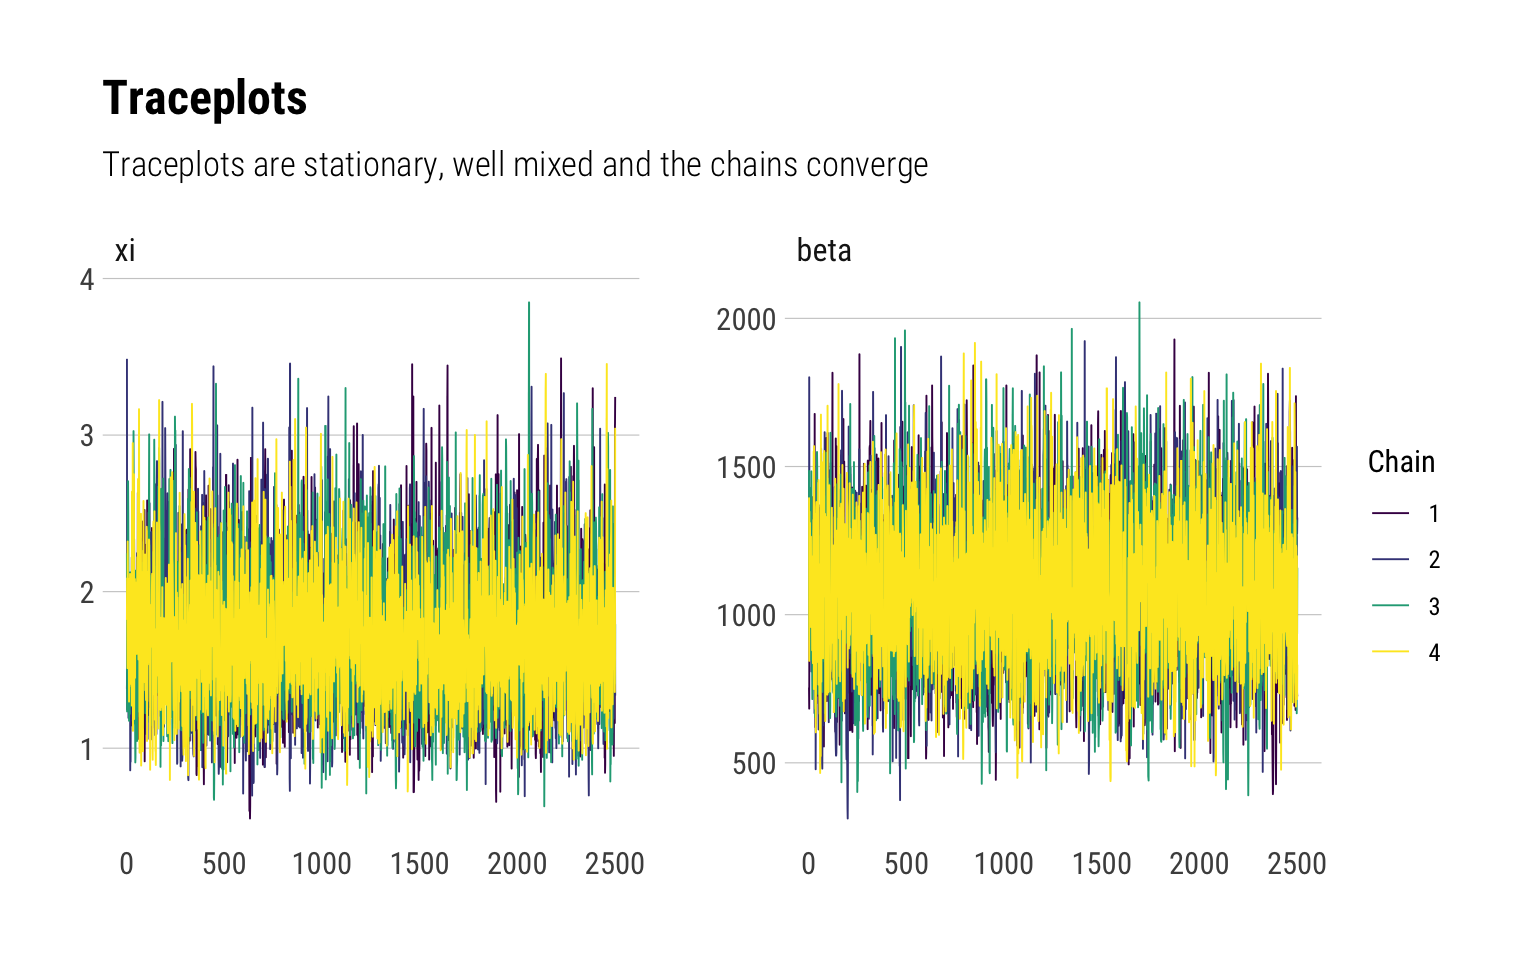 Traceplots
Traceplots are stationary, well mixed and the chains converge
xi
4
3
2
1
0 500 1000 1500 2000 2500
beta
2000
1500
1000
500
0 500 1000 1500 2000 2500
Chain
1
2
3
4